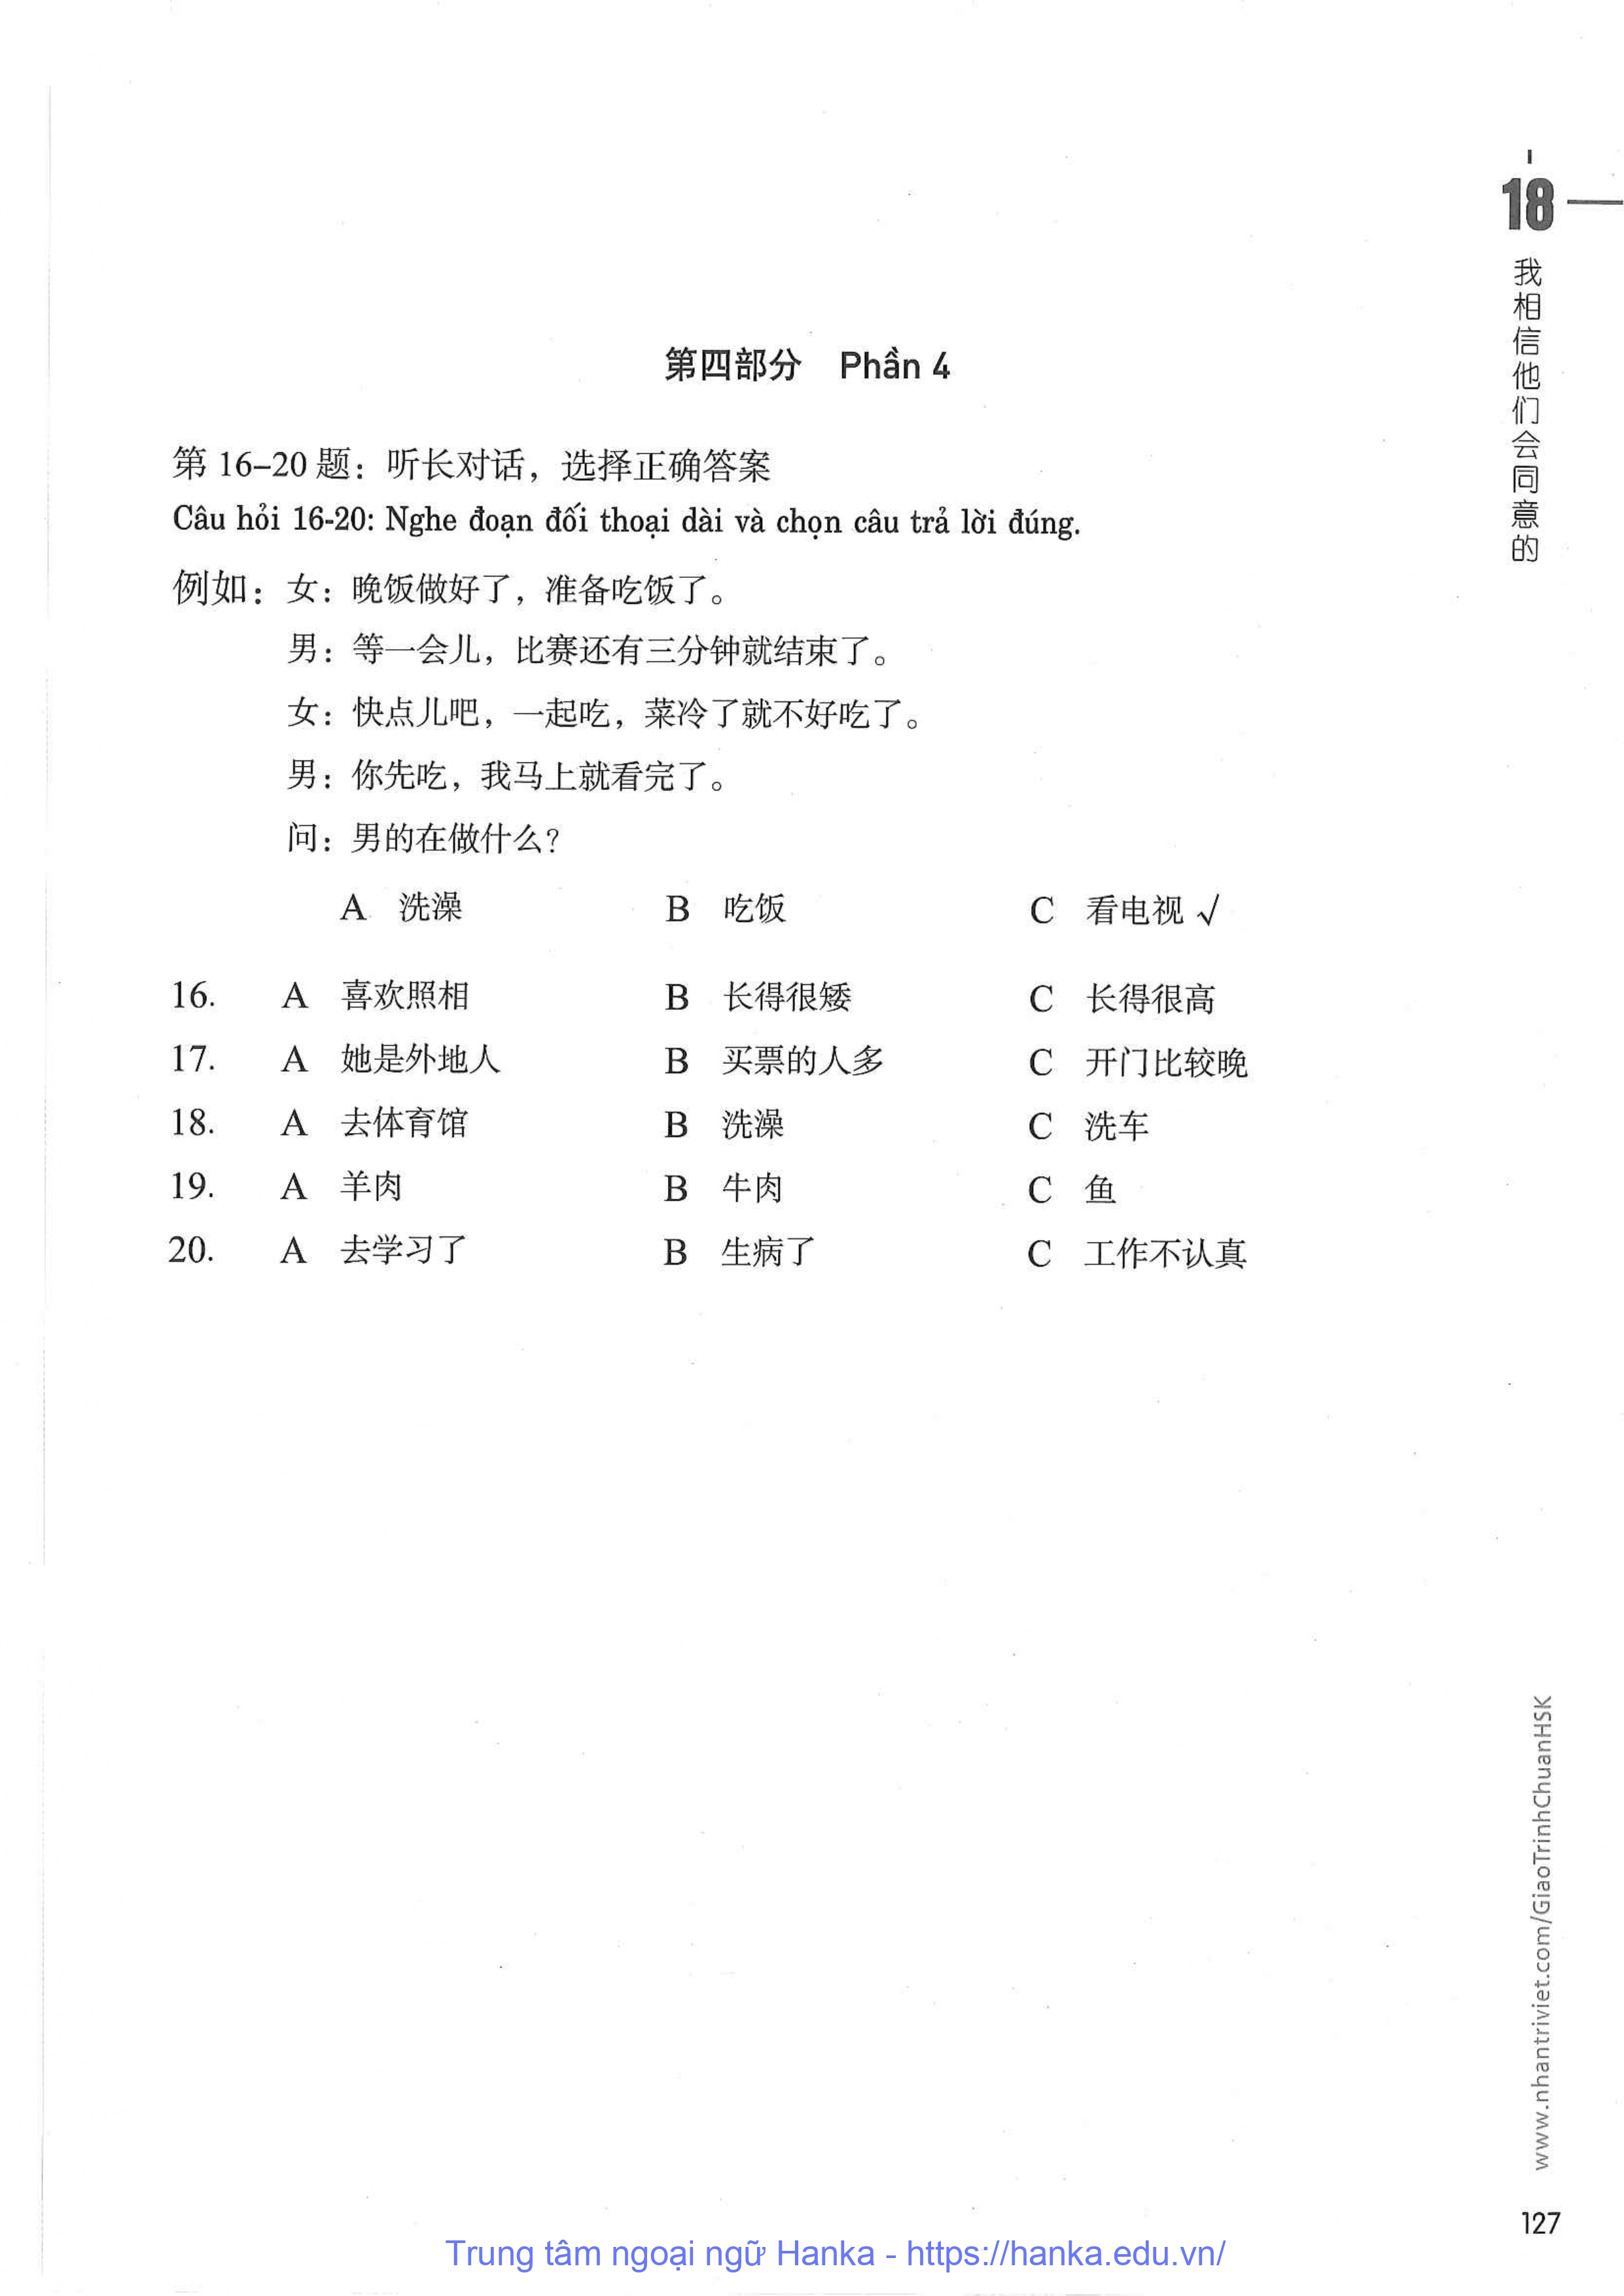 18
我相信他们会同意的
第四部分 Phần 4
第 16–20 题：听长对话，选择正确答案
Câu hỏi 16-20: Nghe đoạn đối thoại dài và chọn câu trả lời đúng.
例如：女：晚饭做好了，准备吃饭了。
男：等一会儿，比赛还有三分钟就结束了。
女：快点儿吧，一起吃，菜冷了就不好吃了。
男：你先吃，我马上就看完了。
问：男的在做什么？
A 洗澡 B 吃饭 C 看电视 √
16. A 喜欢照相 B 长得很矮 C 长得很高
17. A 她是外地人 B 买票的人多 C 开门比较晚
18. A 去体育馆 B 洗澡 C 洗车
19. A 羊肉 B 牛肉 C 鱼
20. A 去学习了 B 生病了 C 工作不认真
www.nhantriviet.com/GiaoTrinhChuanHSK
127
Trung tâm ngoại ngữ Hanka - https://hanka.edu.vn/